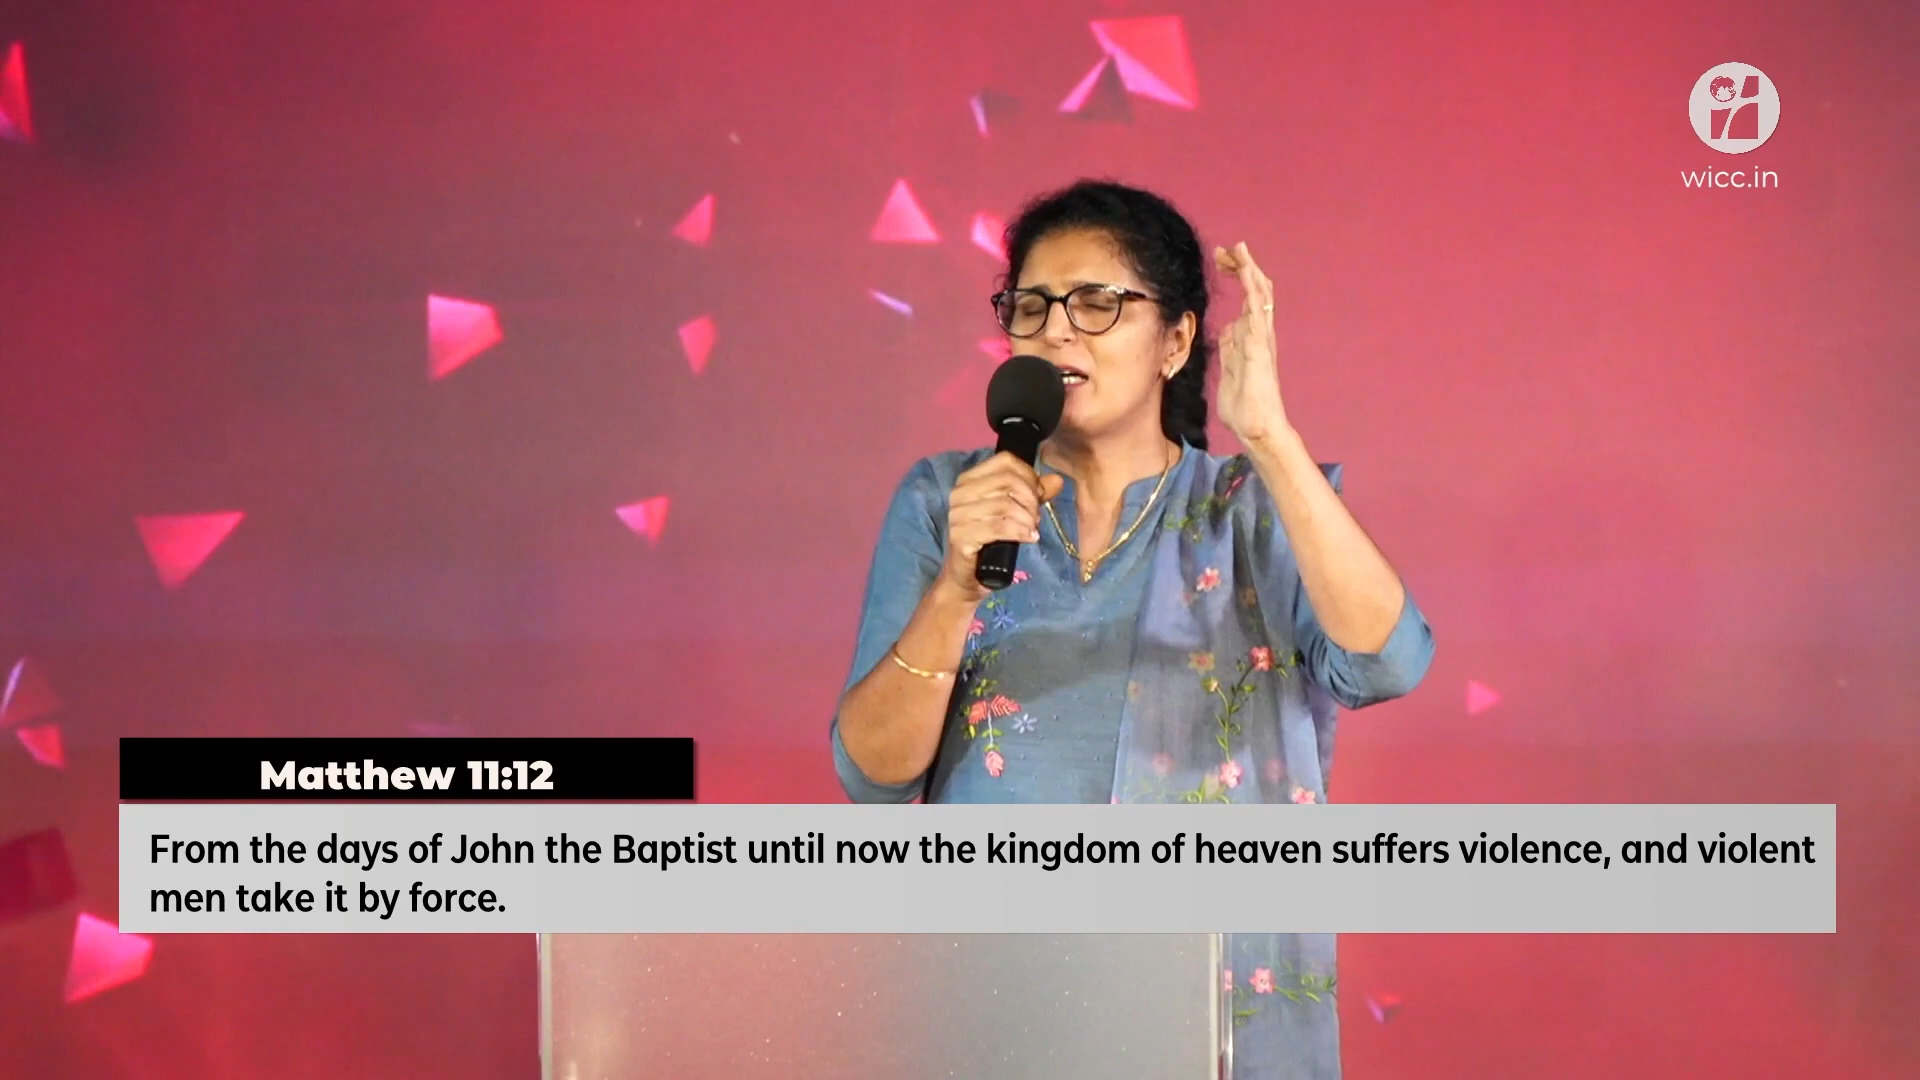 wicc.in
Matthew 11:12
From the days of John the Baptist until now the kingdom of heaven suffers violence, and violent
men take it by force.